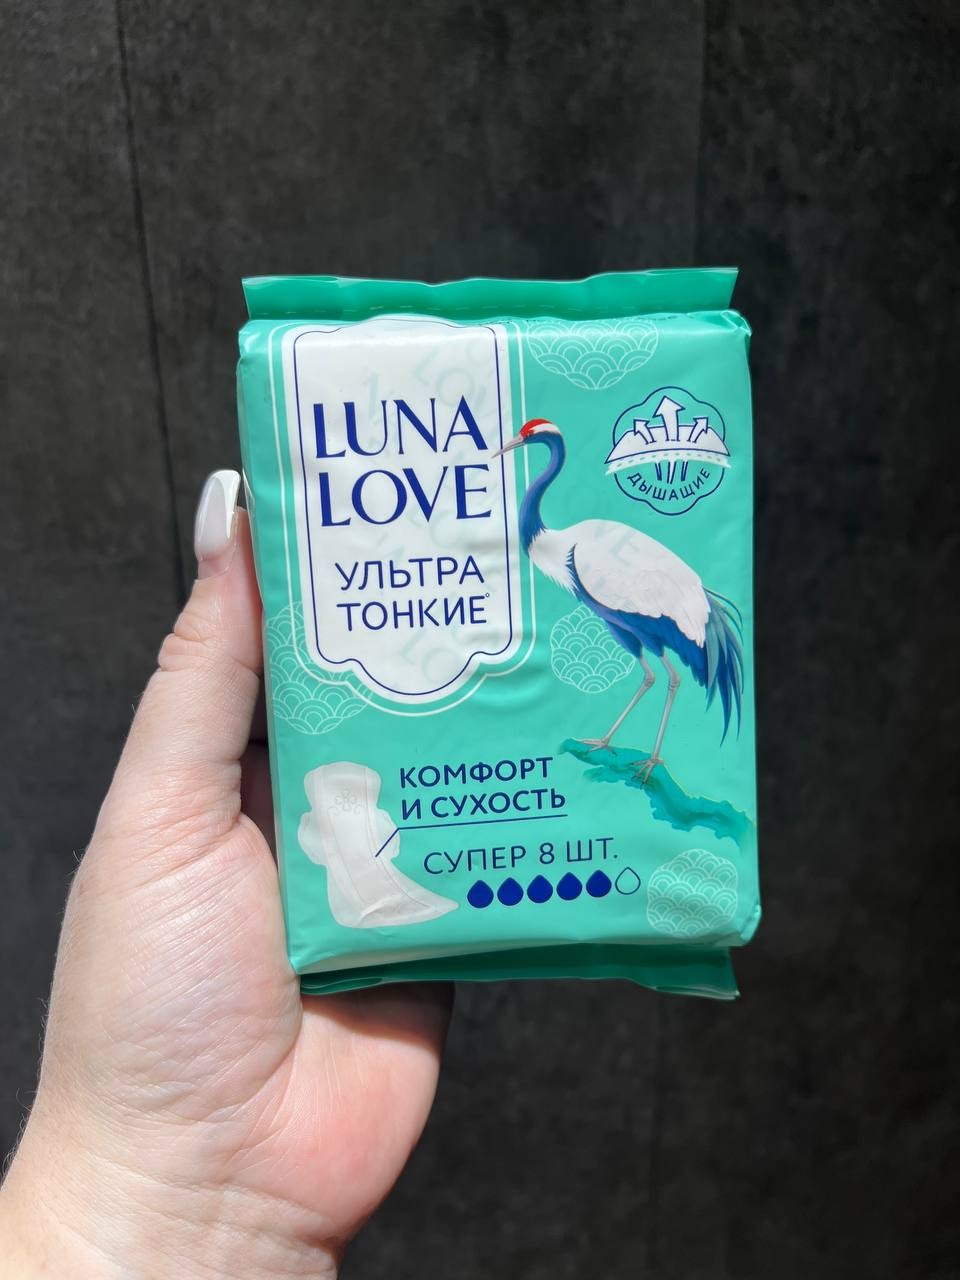 LUNA
LOVE
УЛЬТРА
ТОНКИЕ°
ДЫШАЩИЕ
КОМФОРТ
И СУХОСТЬ
СУПЕР 8 ШТ.